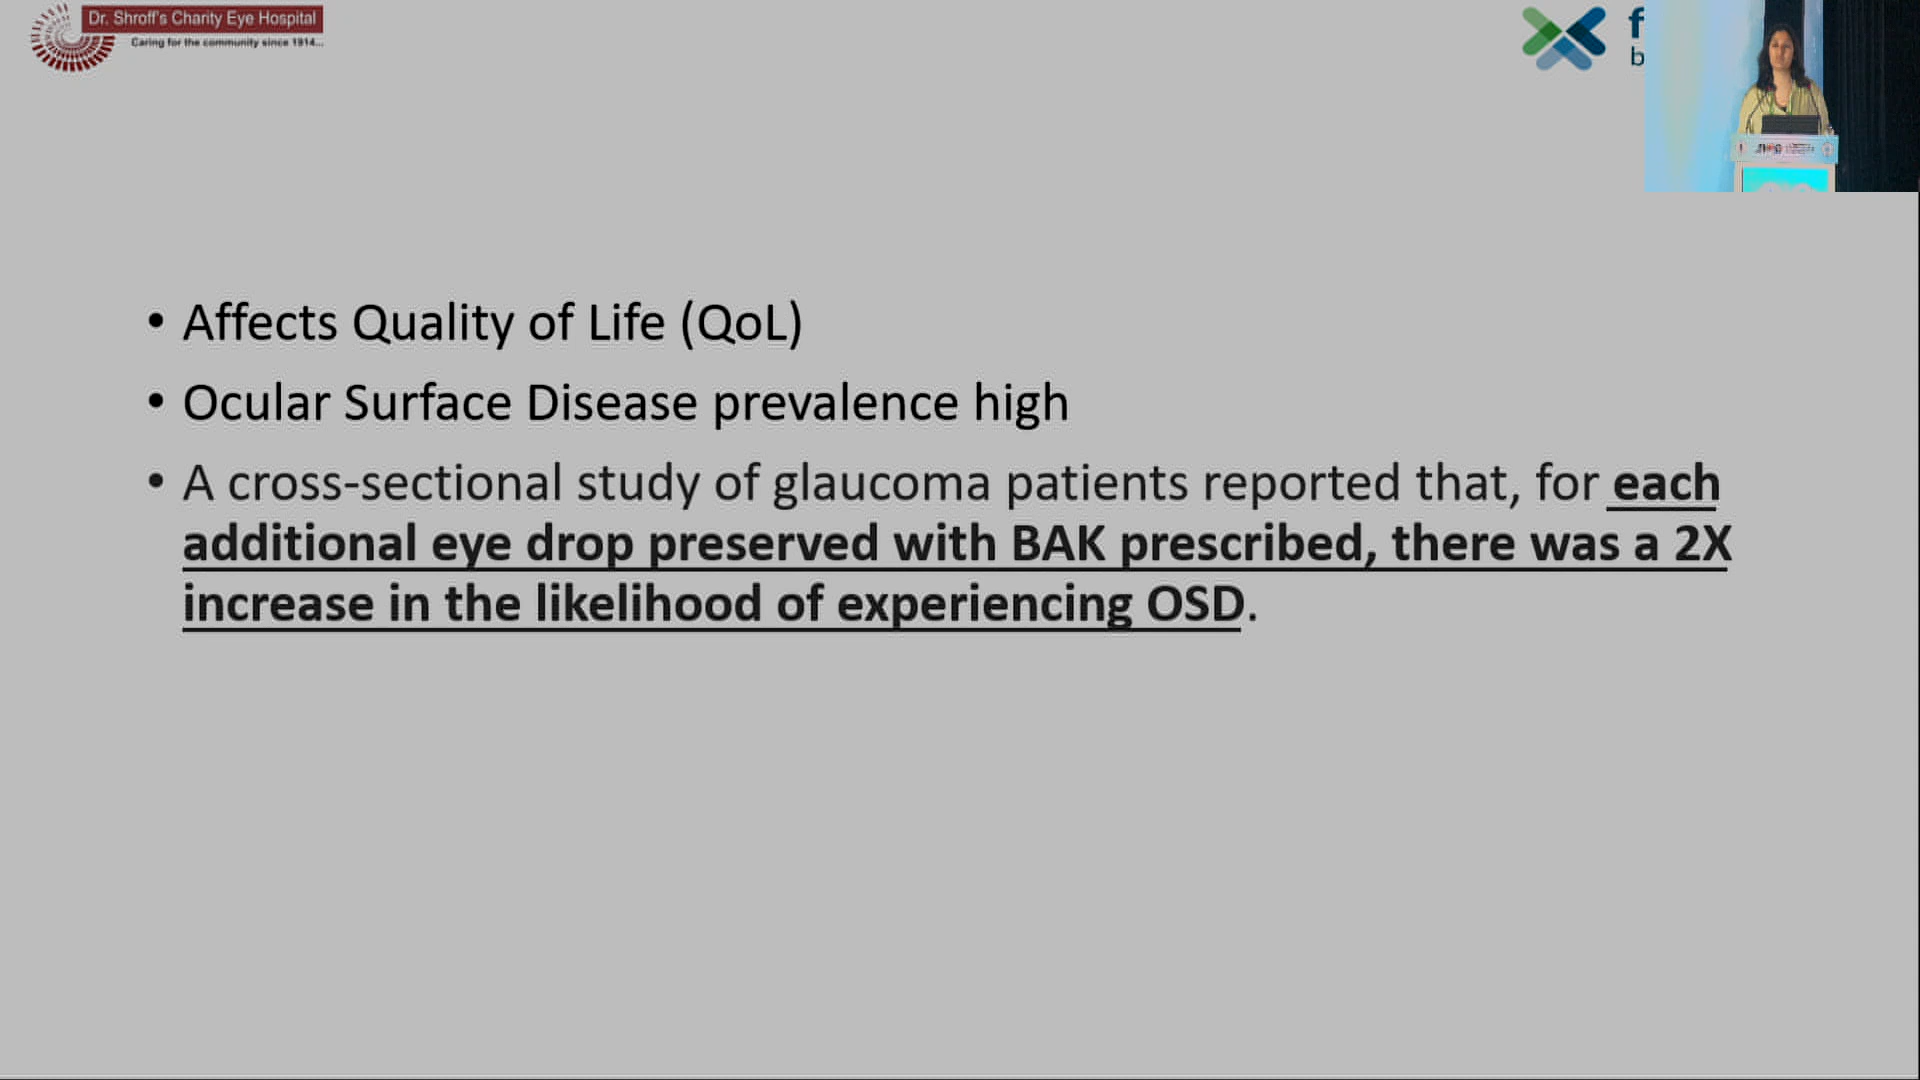 Dr. Shroff's Charity Eye Hospital
Caring for the community since 1914...
• Affects Quality of Life (QoL)
• Ocular Surface Disease prevalence high
• A cross-sectional study of glaucoma patients reported that, for each
additional eye drop preserved with BAK prescribed, there was a 2X
increase in the likelihood of experiencing OSD.